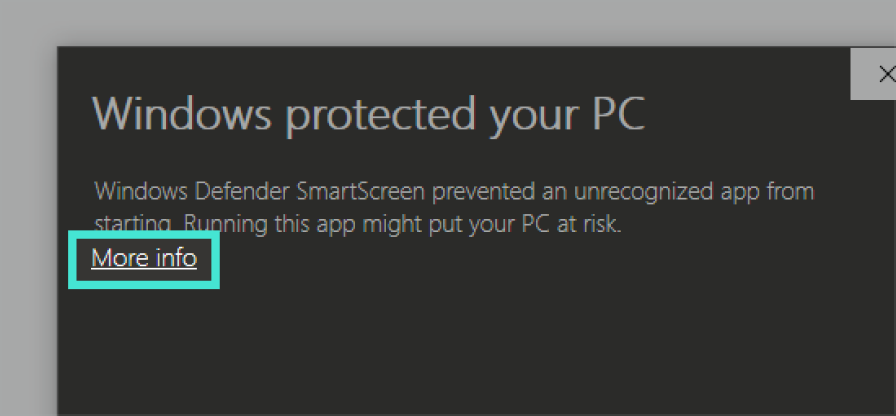 Windows protected your PC
Windows Defender SmartScreen prevented an unrecognized app from
starting. Running this app might put your PC at risk.
More info